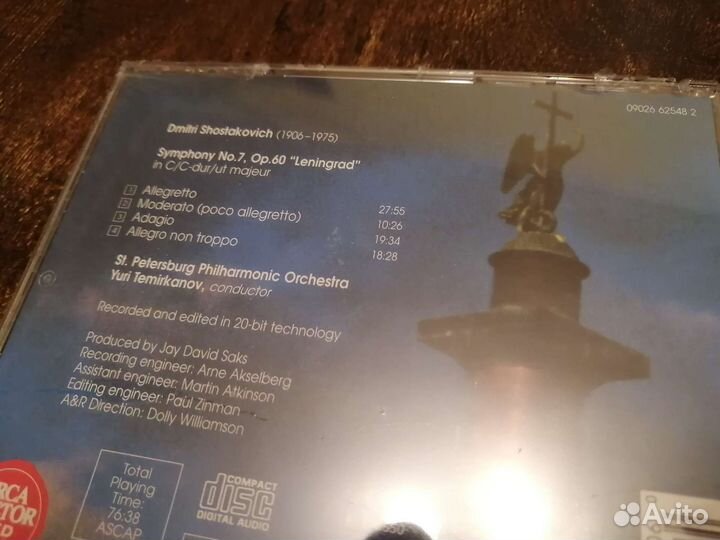 09026 62548 2
Dmitri Shostakovich (1906–1975)
Symphony No.7, Op.60 "Leningrad"
in C/C-dur/ut majeur
1 Allegretto 27:55
2 Moderato (poco allegretto) 10:26
3 Adagio 19:34
4 Allegro non troppo 18:28
St. Petersburg Philharmonic Orchestra
Yuri Temirkanov, conductor
Recorded and edited in 20-bit technology
Produced by Jay David Saks
Recording engineer: Arne Akselberg
Assistant engineer: Martin Atkinson
Editing engineer: Paul Zinman
A&R Direction: Dolly Williamson
Total
Playing
Time:
76:38
ASCAP
COMPACT
disc
DIGITAL AUDIO
Avito